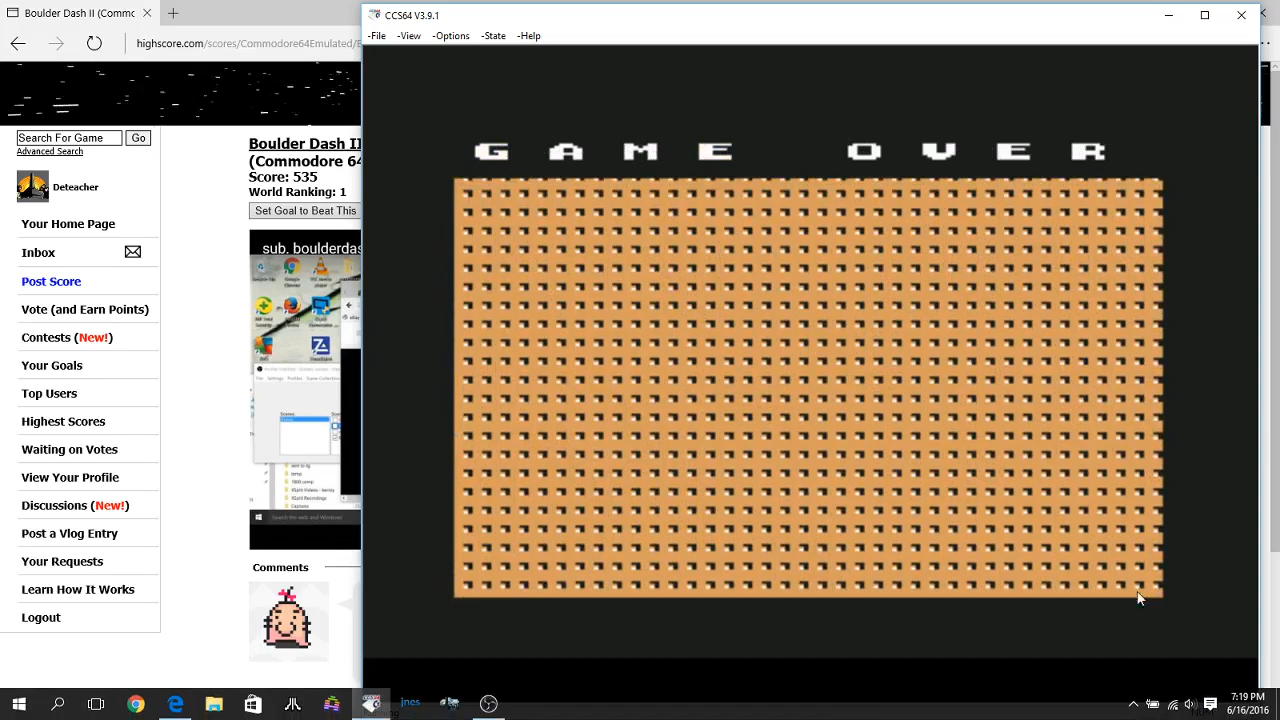 Boulder Dash II (Commodore
highscore.com/scores/Commodore64Emulated/
CCS64 V3.9.1
-File -View -Options -State -Help
Search For Game Go
Advanced Search
Deteacher
Your Home Page
Inbox
Post Score
Vote (and Earn Points)
Contests (New!)
Your Goals
Top Users
Highest Scores
Waiting on Votes
View Your Profile
Discussions (New!)
Post a Vlog Entry
Your Requests
Learn How It Works
Logout
Boulder Dash II
(Commodore 64
Score: 535
World Ranking: 1
Set Goal to Beat This
sub. boulderdas
Comments
GAME OVER
jnes
7:19 PM
6/16/2016